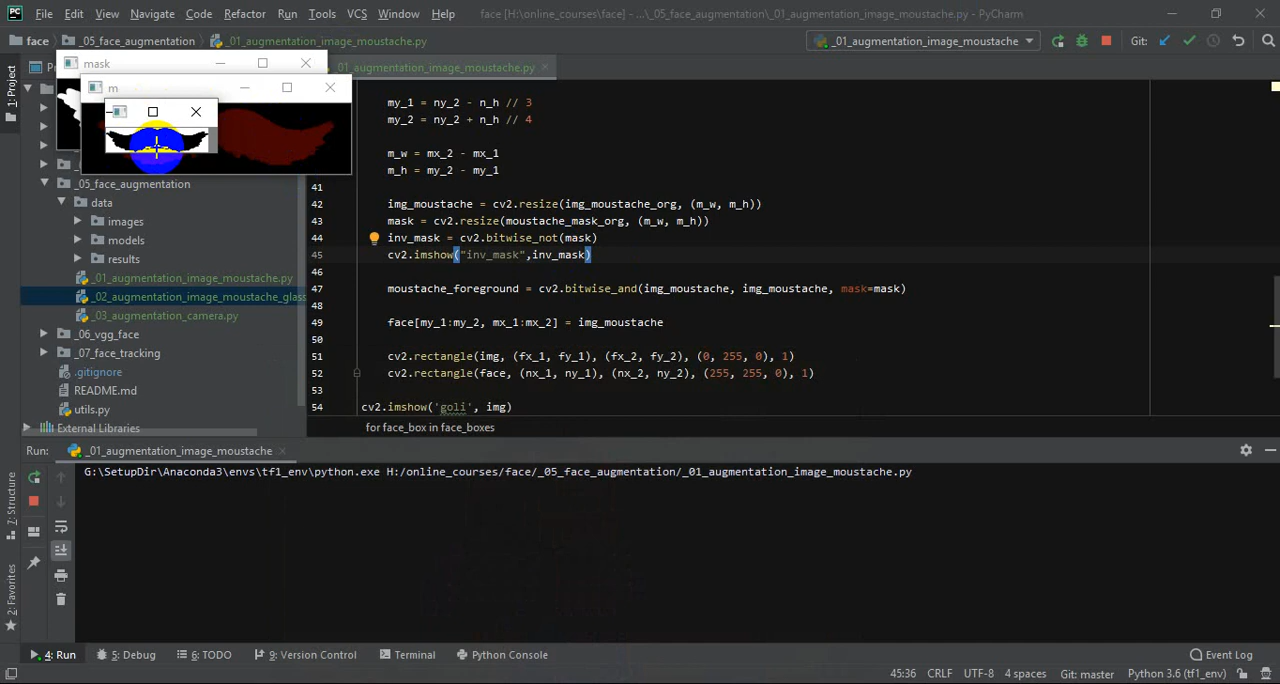 File Edit View Navigate Code Refactor Run Tools VCS Window Help face [H:\online_courses\face] - ...\_05_face_augmentation\_01_augmentation_image_moustache.py - PyCharm
face _05_face_augmentation _01_augmentation_image_moustache.py _01_augmentation_image_moustache Git:
mask
m
_01_augmentation_image_moustache.py
1: Project
my_1 = ny_2 - n_h // 3
my_2 = ny_2 + n_h // 4
m_w = mx_2 - mx_1
m_h = my_2 - my_1
41
42 img_moustache = cv2.resize(img_moustache_org, (m_w, m_h))
43 mask = cv2.resize(moustache_mask_org, (m_w, m_h))
44 inv_mask = cv2.bitwise_not(mask)
45 cv2.imshow("inv_mask",inv_mask)
46
47 moustache_foreground = cv2.bitwise_and(img_moustache, img_moustache, mask=mask)
48
49 face[my_1:my_2, mx_1:mx_2] = img_moustache
50
51 cv2.rectangle(img, (fx_1, fy_1), (fx_2, fy_2), (0, 255, 0), 1)
52 cv2.rectangle(face, (nx_1, ny_1), (nx_2, ny_2), (255, 255, 0), 1)
53
54 cv2.imshow('goli', img)
for face_box in face_boxes
_05_face_augmentation
data
images
models
results
_01_augmentation_image_moustache.py
_02_augmentation_image_moustache_glass
_03_augmentation_camera.py
_06_vgg_face
_07_face_tracking
.gitignore
README.md
utils.py
External Libraries
Run: _01_augmentation_image_moustache
G:\SetupDir\Anaconda3\envs\tf1_env\python.exe H:/online_courses/face/_05_face_augmentation/_01_augmentation_image_moustache.py
7: Structure
2: Favorites
4: Run 5: Debug 6: TODO 9: Version Control Terminal Python Console Event Log
45:36 CRLF UTF-8 4 spaces Git: master Python 3.6 (tf1_env)